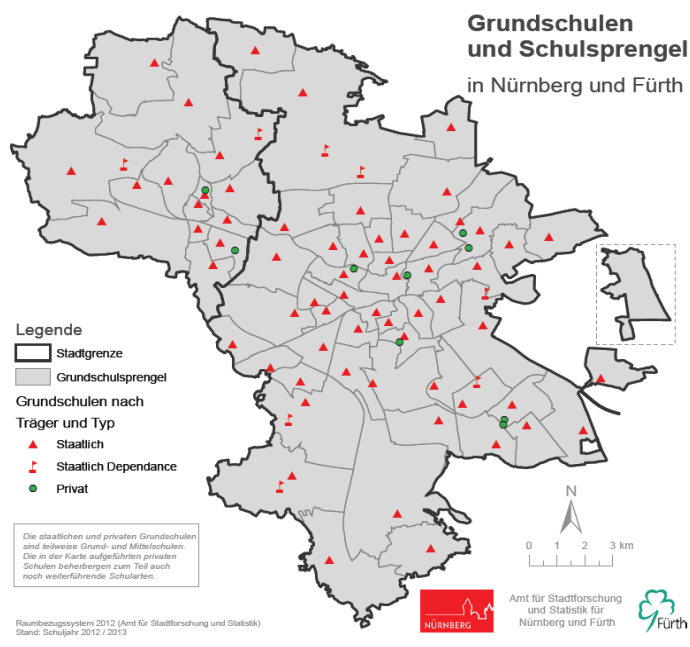 Grundschulen
und Schulsprengel
in Nürnberg und Fürth
Legende
Stadtgrenze
Grundschulsprengel
Grundschulen nach
Träger und Typ
Staatlich
Staatlich Dependance
Privat
Die staatlichen und privaten Grundschulen
sind teilweise Grund- und Mittelschulen.
Die in der Karte aufgeführten privaten
Schulen beherbergen zum Teil auch
noch weiterführende Schularten.
N
0 1 2 3 km
Raumbezugssystem 2012 (Amt für Stadtforschung und Statistik)
Stand: Schuljahr 2012 / 2013
NÜRNBERG
Amt für Stadtforschung
und Statistik für
Nürnberg und Fürth
Fürth